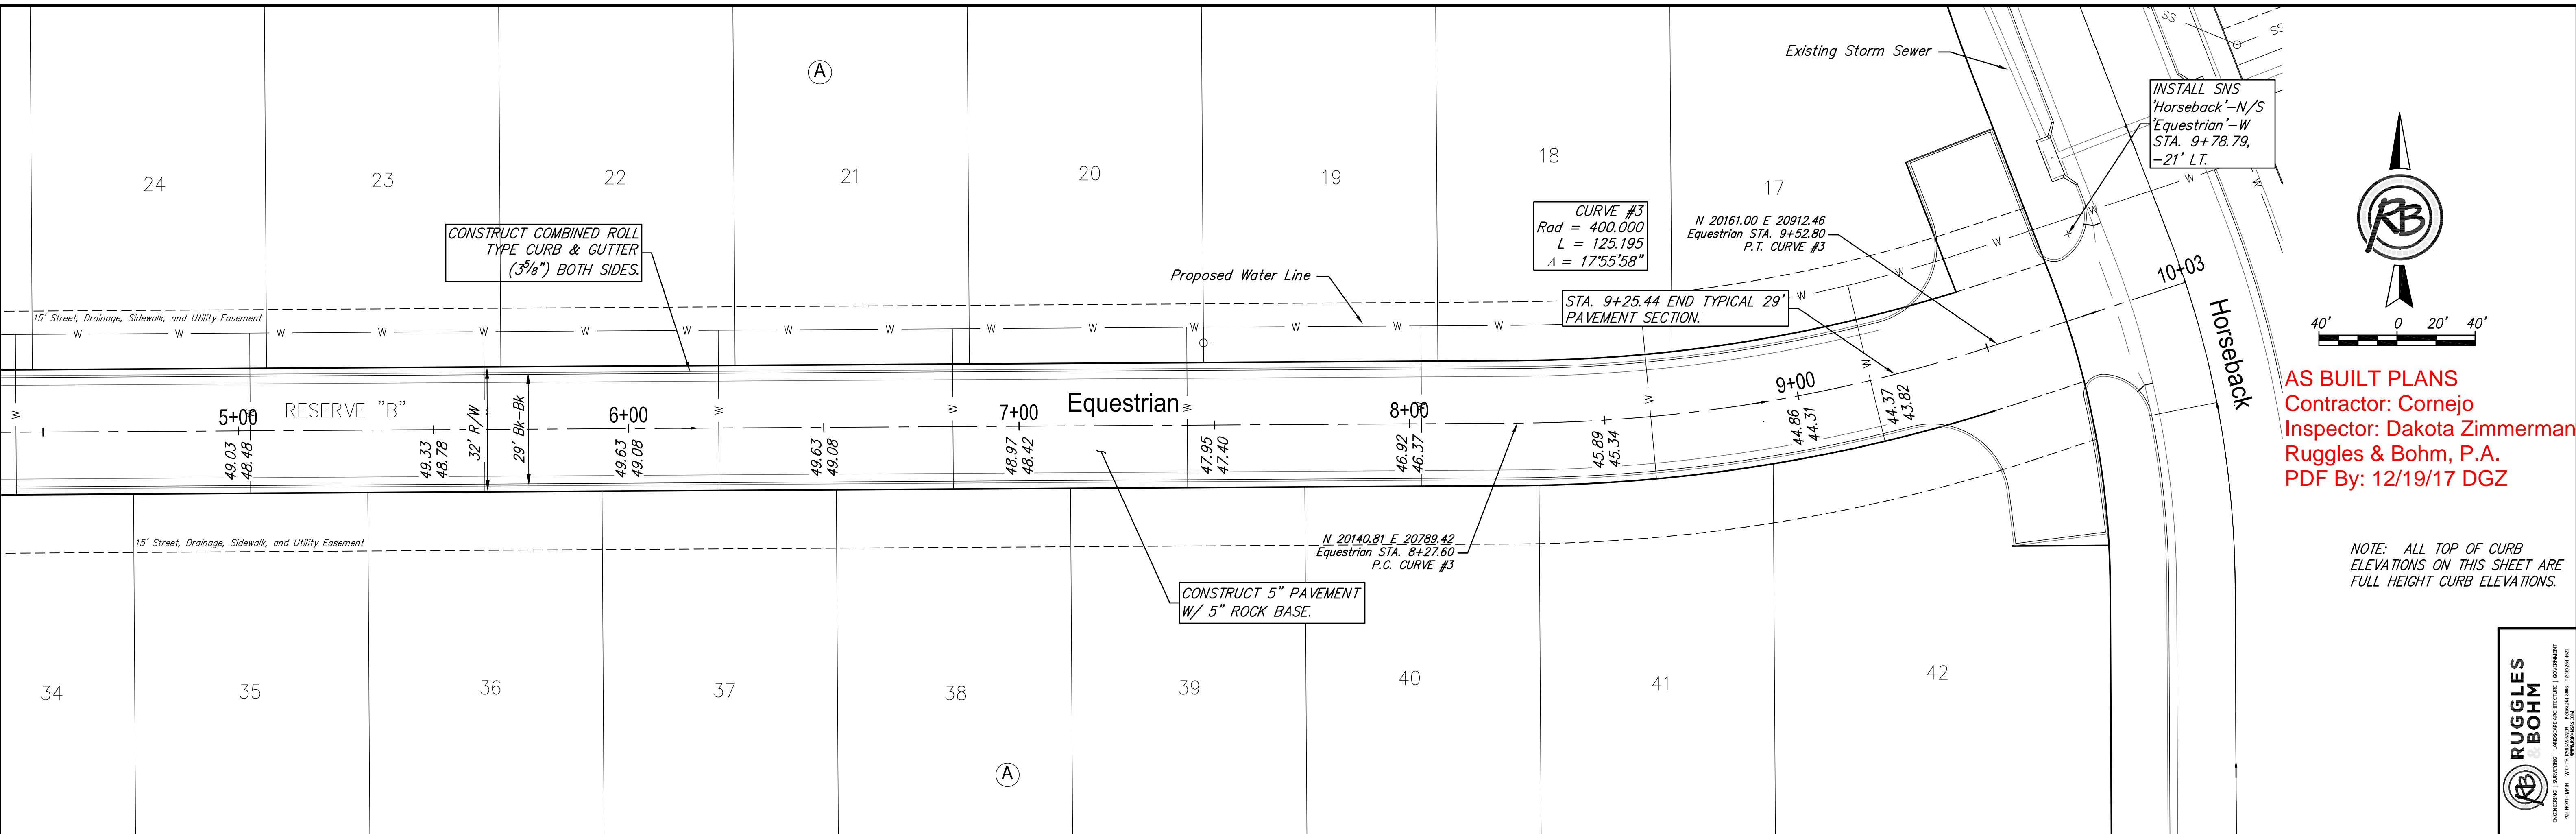 Existing Storm Sewer
SS
SS
A
INSTALL SNS
'Horseback'-N/S
'Equestrian'-W
STA. 9+78.79,
-21' LT.
24
23
22
21
20
19
18
17
CONSTRUCT COMBINED ROLL
TYPE CURB & GUTTER
(3⅝") BOTH SIDES.
CURVE #3
Rad = 400.000
L = 125.195
Δ = 17°55'58"
N 20161.00 E 20912.46
Equestrian STA. 9+52.80
P.T. CURVE #3
Proposed Water Line
10+03
Horseback
RB
15' Street, Drainage, Sidewalk, and Utility Easement
STA. 9+25.44 END TYPICAL 29'
PAVEMENT SECTION.
W W W W W W W W W W W W W W W W W W W W
40' 0 20' 40'
AS BUILT PLANS
Contractor: Cornejo
Inspector: Dakota Zimmerman
Ruggles & Bohm, P.A.
PDF By: 12/19/17 DGZ
5+00
RESERVE "B"
6+00
7+00
Equestrian
8+00
9+00
32' R/W
29' Bk-Bk
49.03
48.48
49.33
48.78
49.63
49.08
49.63
49.08
48.97
48.42
47.95
47.40
46.92
46.37
45.89
45.34
44.86
44.31
44.37
43.82
15' Street, Drainage, Sidewalk, and Utility Easement
N 20140.81 E 20789.42
Equestrian STA. 8+27.60
P.C. CURVE #3
CONSTRUCT 5" PAVEMENT
W/ 5" ROCK BASE.
NOTE: ALL TOP OF CURB
ELEVATIONS ON THIS SHEET ARE
FULL HEIGHT CURB ELEVATIONS.
34
35
36
37
38
39
40
41
42
A
RB
RUGGLES
& BOHM
ENGINEERING | SURVEYING | LANDSCAPE ARCHITECTURE | GOVERNMENT